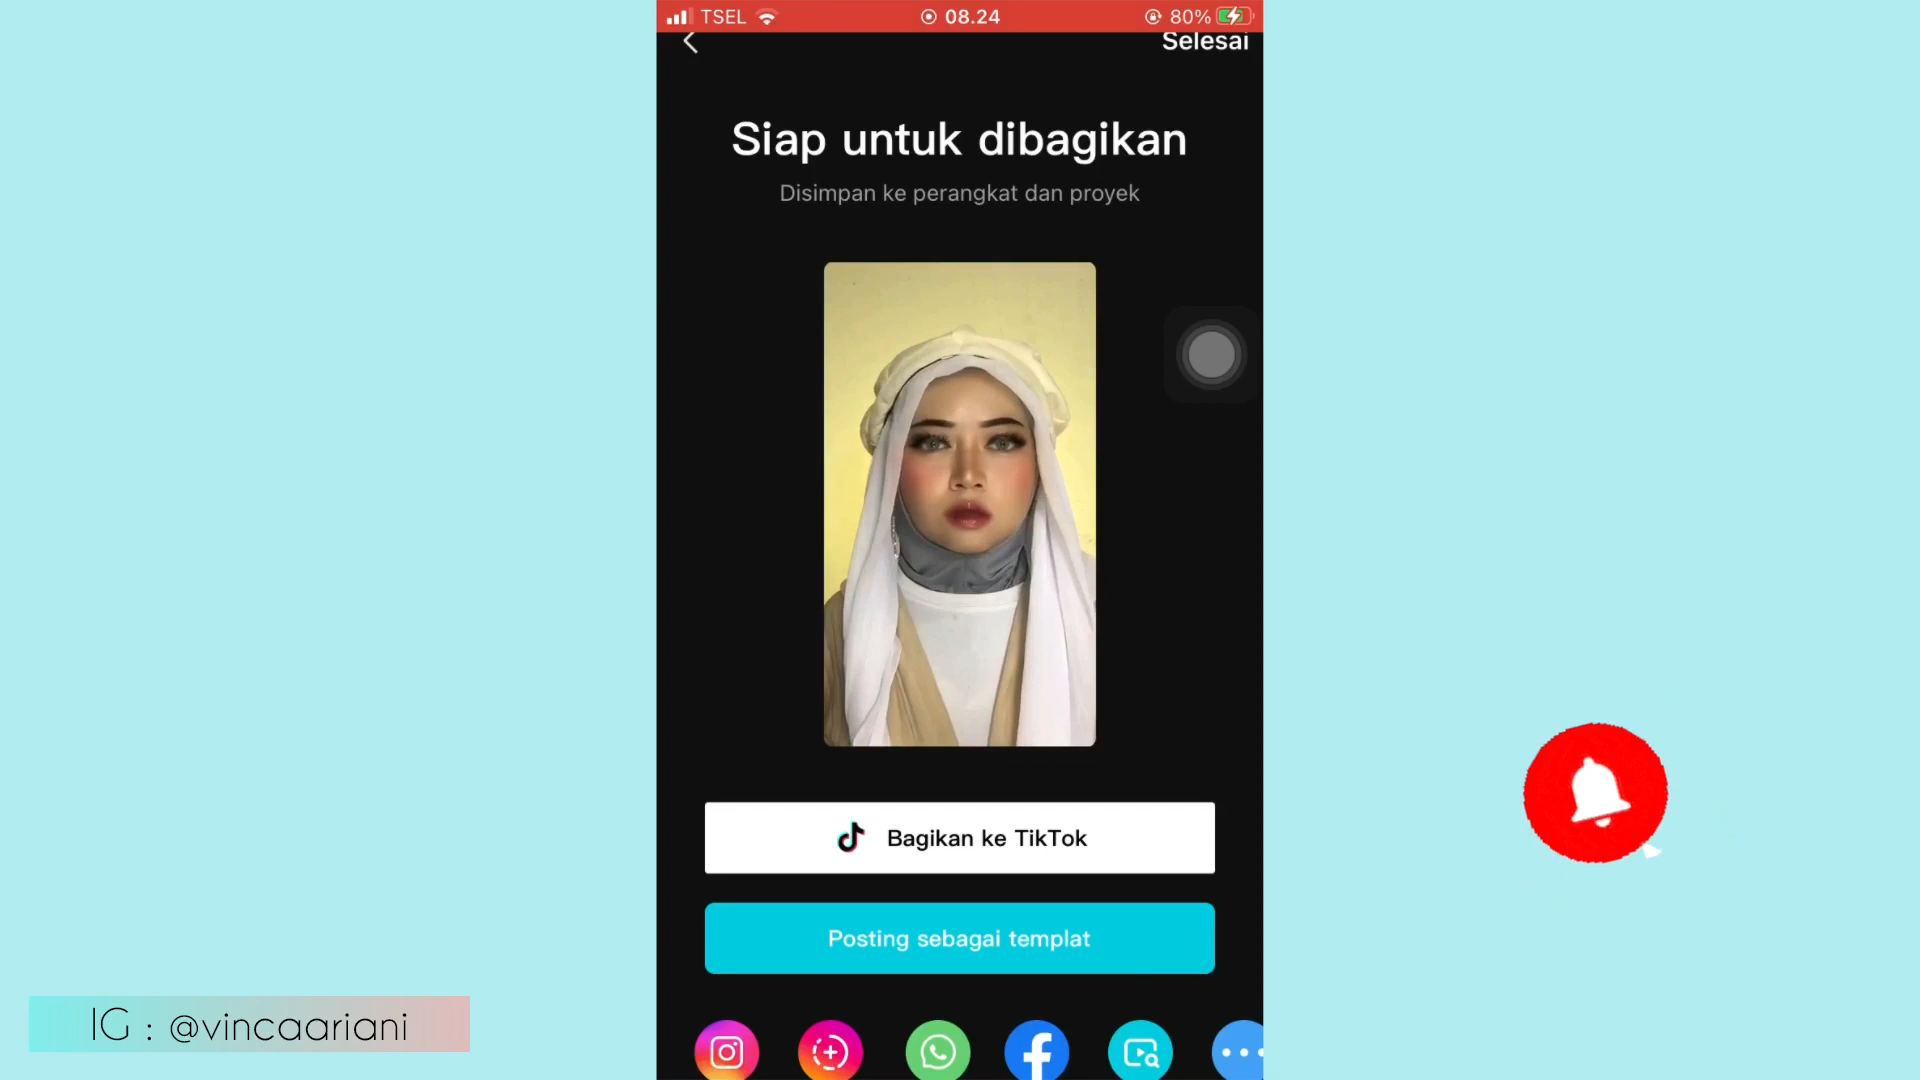 TSEL 08.24 80%
Selesai
Siap untuk dibagikan
Disimpan ke perangkat dan proyek
Bagikan ke TikTok
Posting sebagai templat
IG : @vincaariani